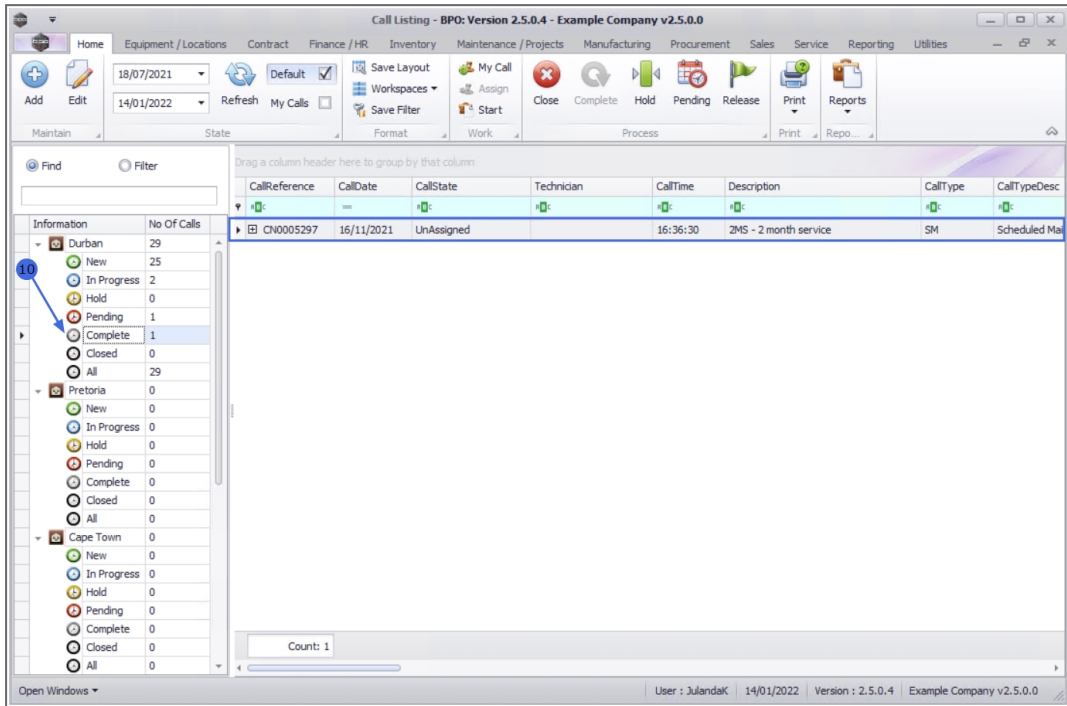 Call Listing - BPO: Version 2.5.0.4 - Example Company v2.5.0.0
Home Equipment / Locations Contract Finance / HR Inventory Maintenance / Projects Manufacturing Procurement Sales Service Reporting Utilities
18/07/2021 Default Save Layout My Call
Workspaces Assign
Add Edit 14/01/2022 Refresh My Calls Save Filter Start Close Complete Hold Pending Release Print Reports
Maintain State Format Work Process Print Repo...
Find Filter
Drag a column header here to group by that column
CallReference CallDate CallState Technician CallTime Description CallType CallTypeDesc
Information No Of Calls
CN0005297 16/11/2021 UnAssigned 16:36:30 2MS - 2 month service SM Scheduled Mai
Durban 29
New 25
10
In Progress 2
Hold 0
Pending 1
Complete 1
Closed 0
All 29
Pretoria 0
New 0
In Progress 0
Hold 0
Pending 0
Complete 0
Closed 0
All 0
Cape Town 0
New 0
In Progress 0
Hold 0
Pending 0
Complete 0
Closed 0
All 0
Count: 1
Open Windows User : JulandaK 14/01/2022 Version : 2.5.0.4 Example Company v2.5.0.0